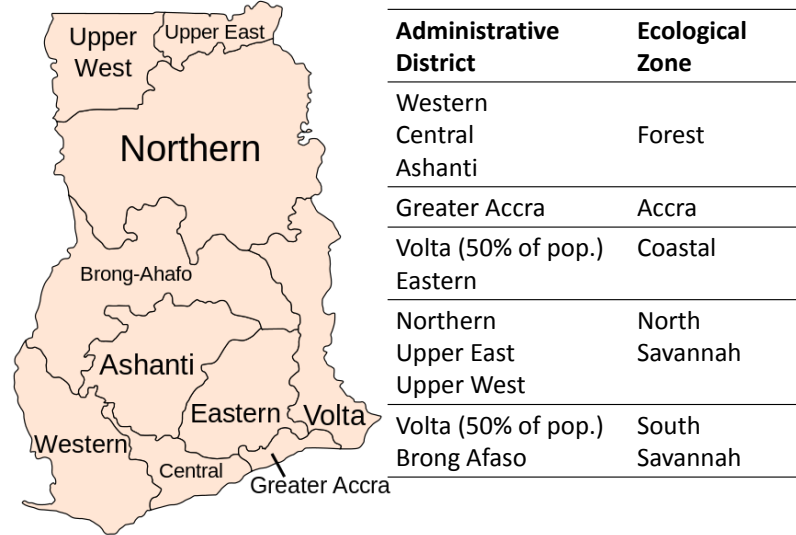 Upper
West
Upper East
Northern
Brong-Ahafo
Ashanti
Eastern
Volta
Western
Central
Greater Accra
Administrative District
Ecological Zone
Western
Central
Ashanti
Forest
Greater Accra
Accra
Volta (50% of pop.)
Eastern
Coastal
Northern
Upper East
Upper West
North
Savannah
Volta (50% of pop.)
Brong Afaso
South
Savannah